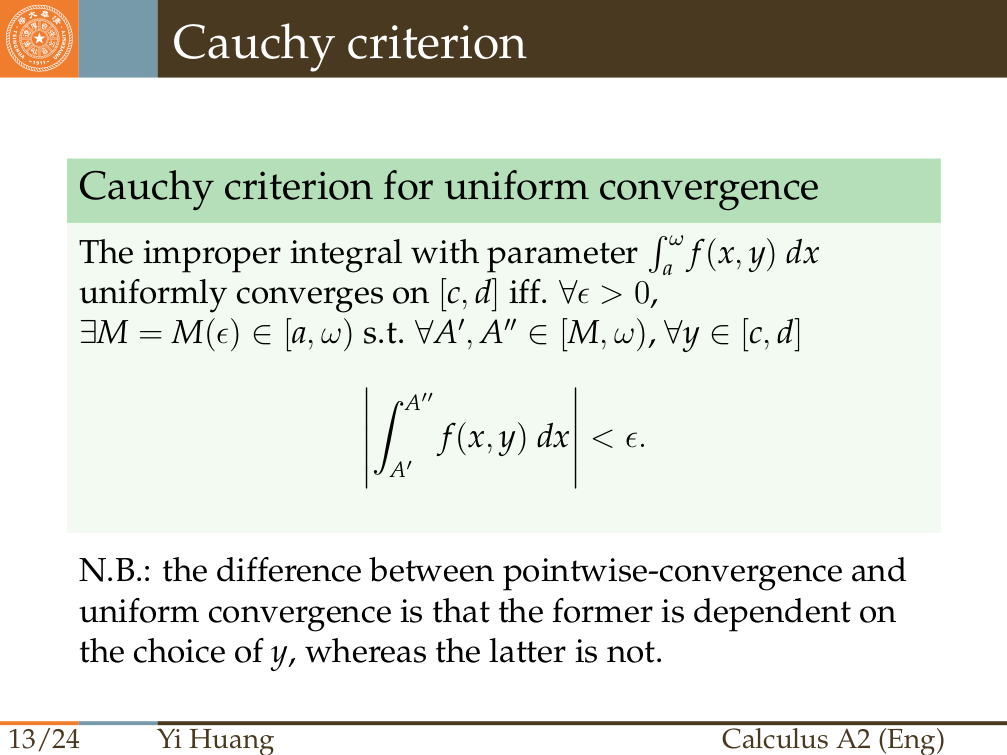 Cauchy criterion
Cauchy criterion for uniform convergence
The improper integral with parameter ∫_a^ω f(x, y) dx
uniformly converges on [c, d] iff. ∀ϵ > 0,
∃M = M(ϵ) ∈ [a, ω) s.t. ∀A′, A″ ∈ [M, ω), ∀y ∈ [c, d]
|∫_{A′}^{A″} f(x, y) dx| < ϵ.
N.B.: the difference between pointwise-convergence and
uniform convergence is that the former is dependent on
the choice of y, whereas the latter is not.
13/24 Yi Huang Calculus A2 (Eng)